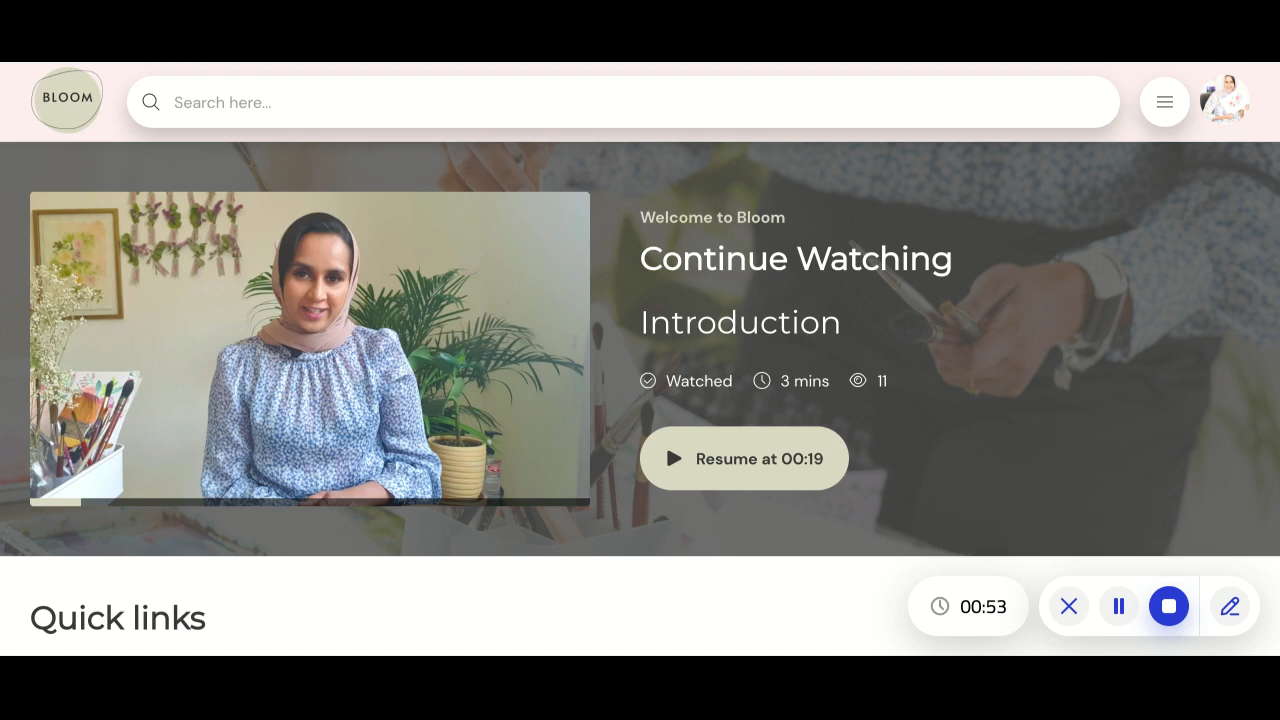 BLOOM
Search here...
Welcome to Bloom
Continue Watching
Introduction
Watched 3 mins 11
Resume at 00:19
Quick links
00:53